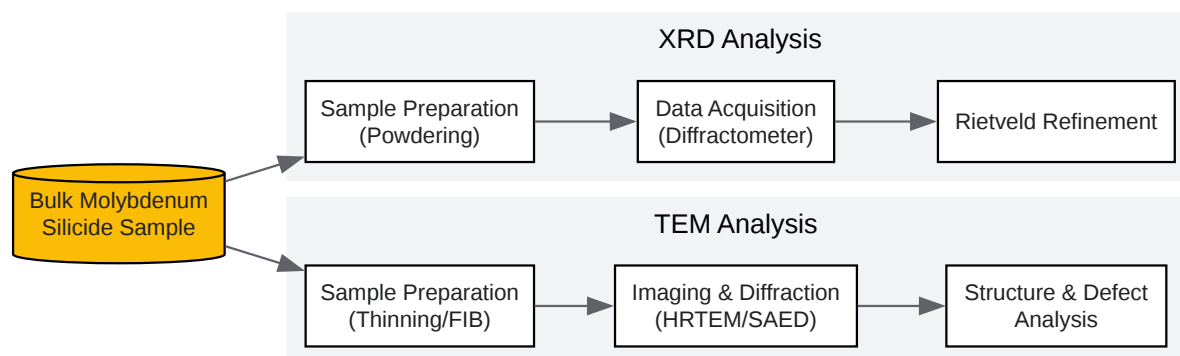 XRD Analysis
Sample Preparation
(Powdering)
Data Acquisition
(Diffractometer)
Rietveld Refinement
Bulk Molybdenum
Silicide Sample
TEM Analysis
Sample Preparation
(Thinning/FIB)
Imaging & Diffraction
(HRTEM/SAED)
Structure & Defect
Analysis